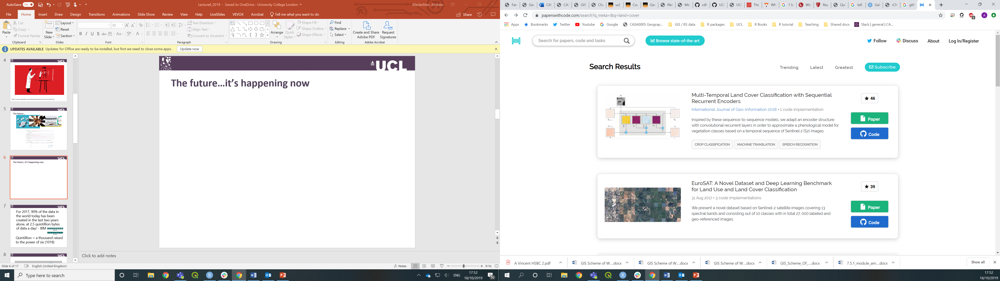 AutoSave On
Lecture4_2019 - Saved to OneDrive - University College London
Maclachlan, Andrew
File Home Insert Draw Design Transitions Animations Slide Show Review View Help LiveSlides VEVOX Acrobat Tell me what you want to do
Share
Paste
Cut
Copy
Format Painter
Clipboard
New Slide
Layout
Reset
Section
Slides
30
Font
Text Direction
Align Text
Convert to SmartArt
Paragraph
Arrange
Quick Styles
Shape Fill
Shape Outline
Shape Effects
Drawing
Find
Replace
Select
Editing
Create and Share Adobe PDF
Request Signatures
Adobe Acrobat
UPDATES AVAILABLE Updates for Office are ready to be installed, but first we need to close some apps. Update now
4
UCL
5
UCL
The future...
Research!
6
UCL
The future...it's happening now
7
UCL
For 2017, 90% of the data in
the world today has been
created in the last two years
alone, at 2.5 quintillion bytes
of data a day! - IBM
Quintillion = a thousand raised
to the power of six (1018)
8
UCL
casa
UCL
The future…it's happening now
Click to add notes
Slide 6 of 17 English (United Kingdom)
Notes
91%
Type here to search
ENG
17:52
18/10/2019
30
paperswithcode.com/search?q_meta=&q=land+cover
Apps Bookmarks Twitter Youtube Google CASA0005 Geograp... GIS / RS data R packages UCL R Books R tutorial Teaching Shared docs Slack | general | CA...
Search for papers, code and tasks
Browse state-of-the-art
Follow Discuss About Log In/Register
Search Results
Trending Latest Greatest Subscribe
Multi-Temporal Land Cover Classification with Sequential
Recurrent Encoders
International Journal of Geo-Information 2018 • 1 code implementation
Inspired by these sequence-to-sequence models, we adapt an encoder structure
with convolutional recurrent layers in order to approximate a phenological model for
vegetation classes based on a temporal sequence of Sentinel 2 (S2) images.
CROP CLASSIFICATION MACHINE TRANSLATION SPEECH RECOGNITION
46
Paper
Code
EuroSAT: A Novel Dataset and Deep Learning Benchmark
for Land Use and Land Cover Classification
31 Aug 2017 • 3 code implementations
We present a novel dataset based on Sentinel-2 satellite images covering 13
spectral bands and consisting out of 10 classes with in total 27, 000 labeled and
geo-referenced images.
39
Paper
Code
A Vincent HSBC 2.pdf
GIS Scheme of W....docx
GIS Scheme of W....docx
GIS Scheme of W....docx
GIS_Scheme_Of_....docx
7.5.1_module_am....docx
Show all
ENG
17:52
18/10/2019